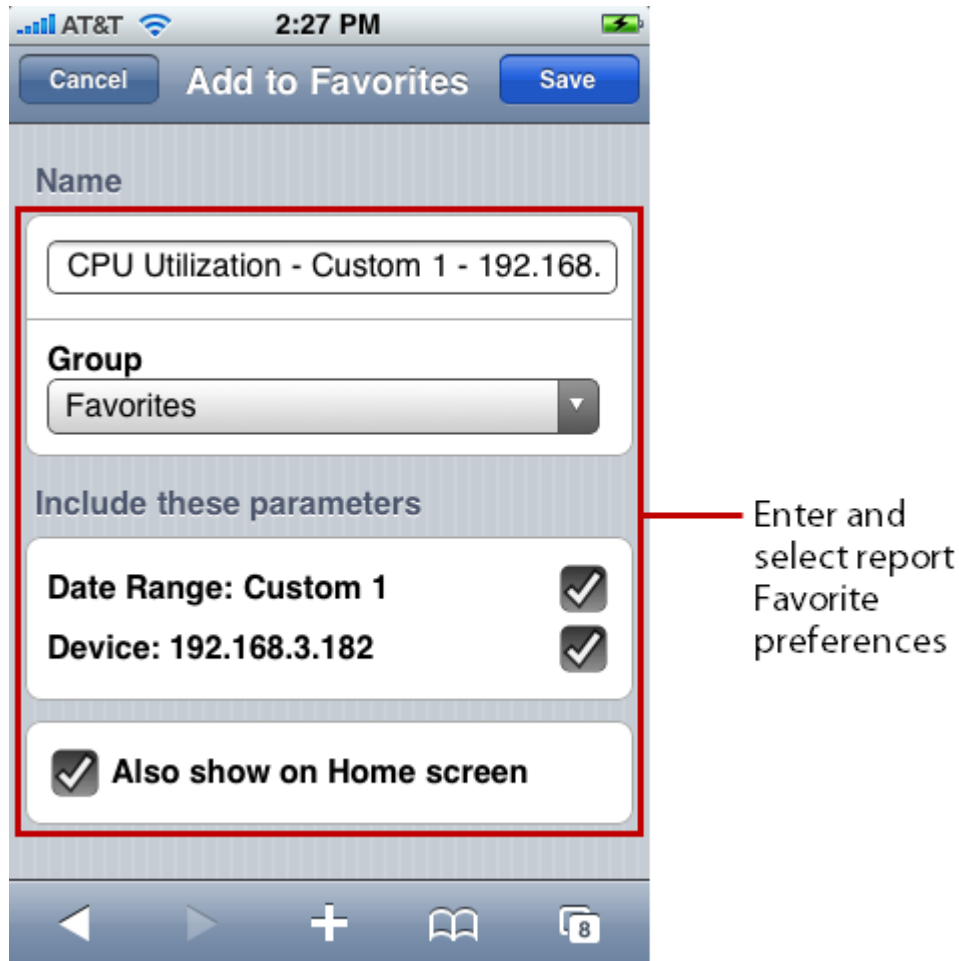 AT&T 2:27 PM
Cancel Add to Favorites Save
Name
CPU Utilization - Custom 1 - 192.168.
Group
Favorites
Include these parameters
Date Range: Custom 1
Device: 192.168.3.182
Also show on Home screen
8
Enter and
select report
Favorite
preferences